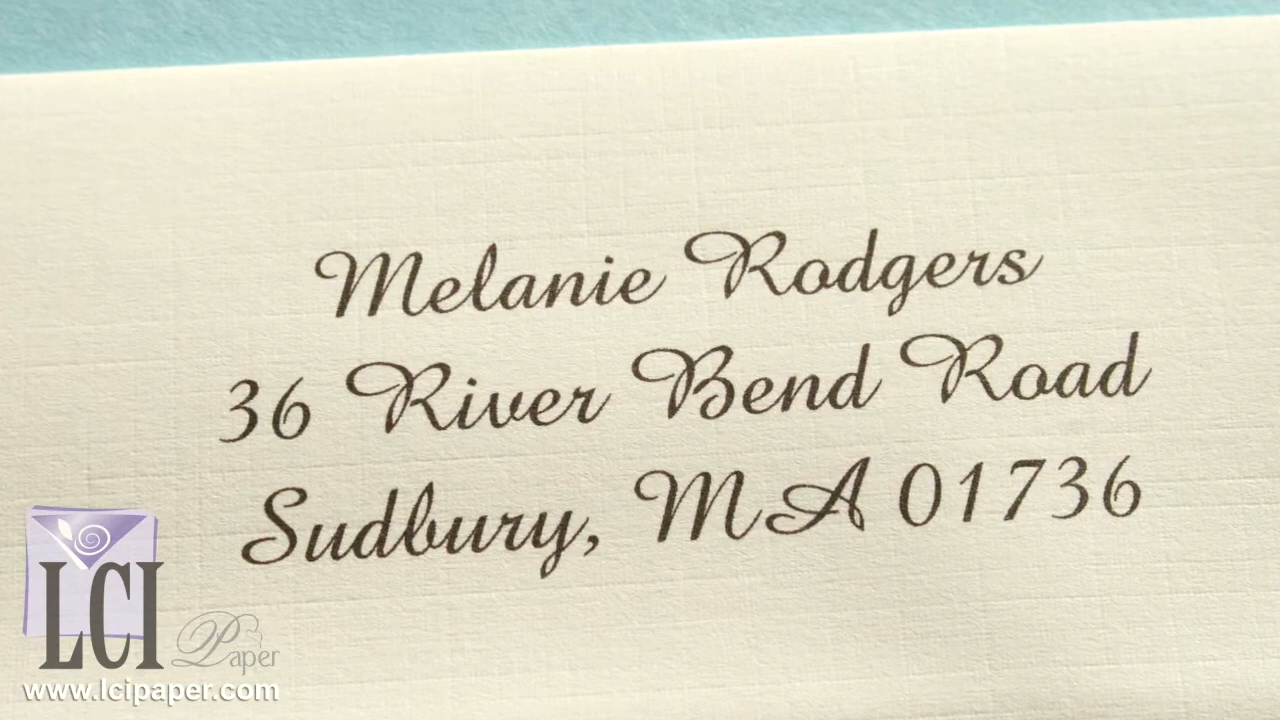 Melanie Rodgers
36 River Bend Road
Sudbury, MA 01736
LCI
Paper
www.lcipaper.com